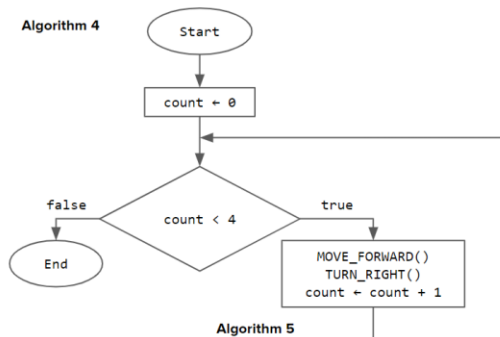 Algorithm 4
Start
count ← 0
count < 4
false
true
End
MOVE_FORWARD()
TURN_RIGHT()
count ← count + 1
Algorithm 5